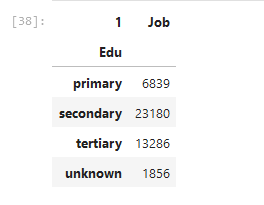 [38]: 1 Job
Edu
primary 6839
secondary 23180
tertiary 13286
unknown 1856